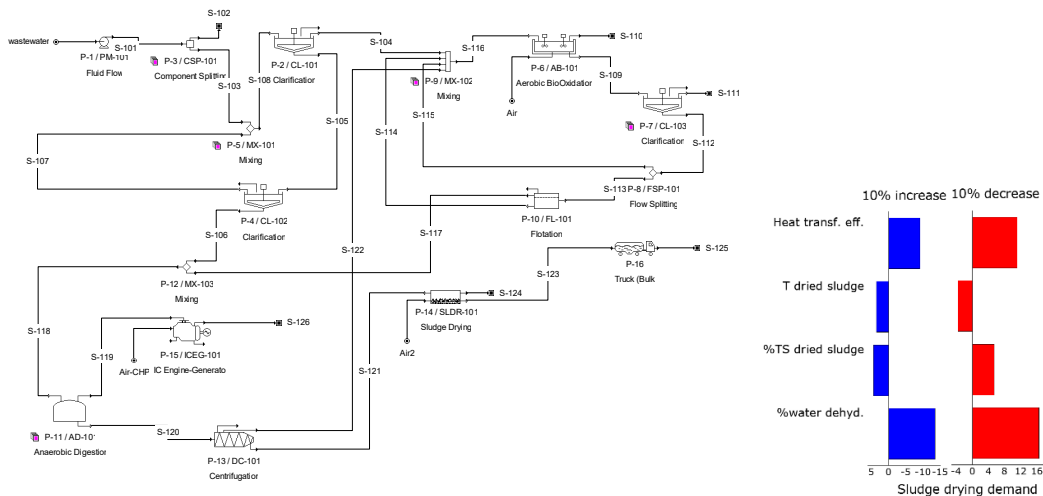 wastewater
S-101
P-1 / PM-101
Fluid Flow
S-102
P-3 / CSP-101
Component Splitting
S-103
S-108
P-2 / CL-101
Clarification
S-104
S-105
P-5 / MX-101
Mixing
S-107
P-4 / CL-102
Clarification
S-106
P-12 / MX-103
Mixing
S-116
P-9 / MX-102
Mixing
S-114
S-115
P-6 / AB-101
Aerobic BioOxidation
Air
S-110
S-109
S-111
P-7 / CL-103
Clarification
S-112
S-113
P-8 / FSP-101
Flow Splitting
P-10 / FL-101
Flotation
S-117
S-122
S-118
S-119
S-126
P-15 / ICEG-101
IC Engine-Generato
Air-CHP
P-11 / AD-10
Anaerobic Digestion
S-120
P-13 / DC-101
Centrifugation
S-121
S-124
P-14 / SLDR-101
Sludge Drying
Air2
S-123
P-16
Truck (Bulk
S-125
10% increase 10% decrease
Heat transf. eff.
T dried sludge
%TS dried sludge
%water dehyd.
5 0 -5 -10 -15 -4 0 4 8 12 16
Sludge drying demand